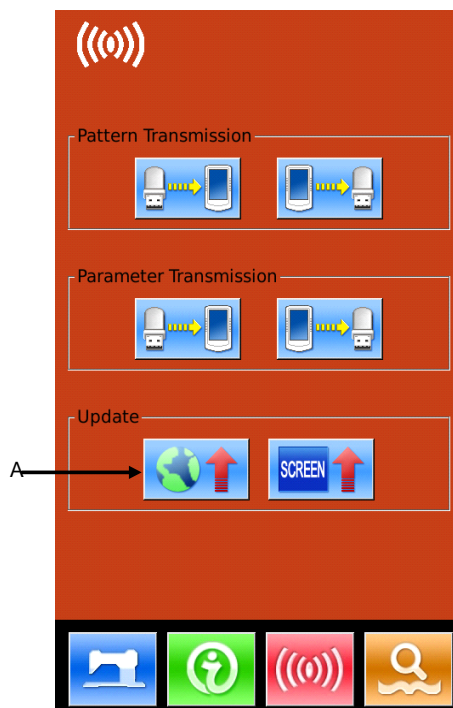 Pattern Transmission
Parameter Transmission
Update
A
SCREEN